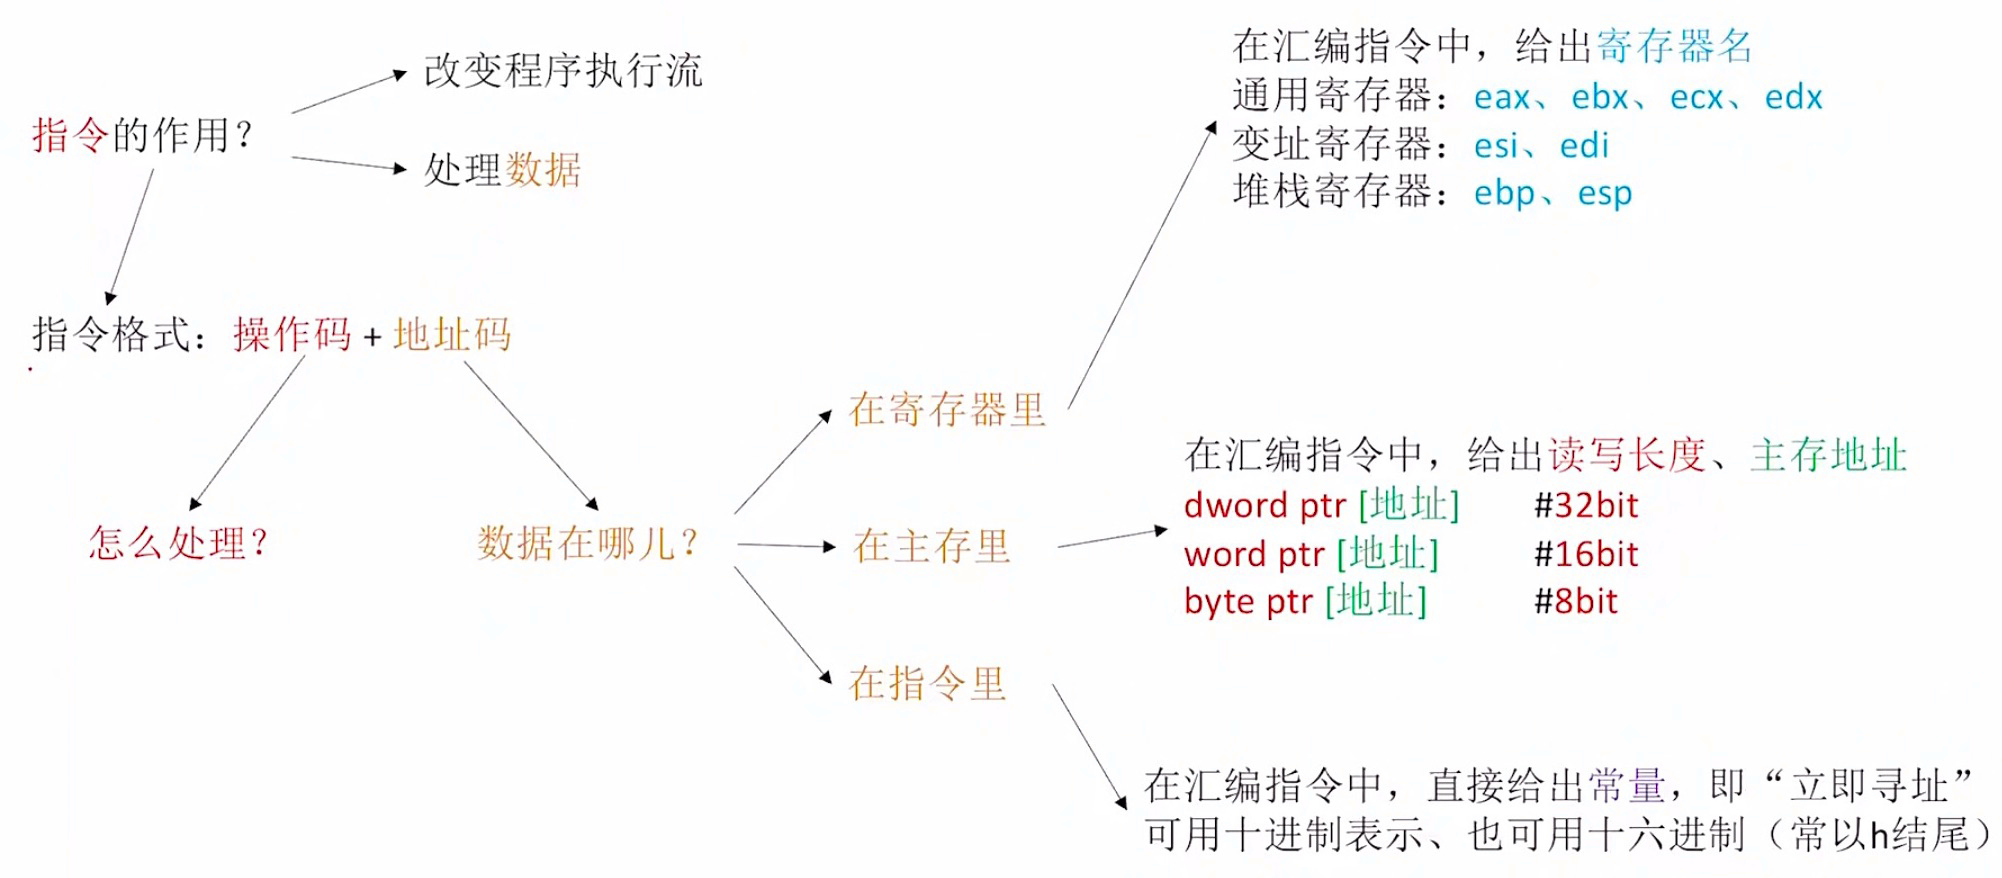 指令的作用？
改变程序执行流
处理数据
指令格式：操作码 + 地址码
怎么处理？
数据在哪儿？
在寄存器里
在主存里
在指令里
在汇编指令中，给出寄存器名
通用寄存器：eax、ebx、ecx、edx
变址寄存器：esi、edi
堆栈寄存器：ebp、esp
在汇编指令中，给出读写长度、主存地址
dword ptr [地址] #32bit
word ptr [地址] #16bit
byte ptr [地址] #8bit
在汇编指令中，直接给出常量，即“立即寻址”
可用十进制表示、也可用十六进制（常以h结尾）